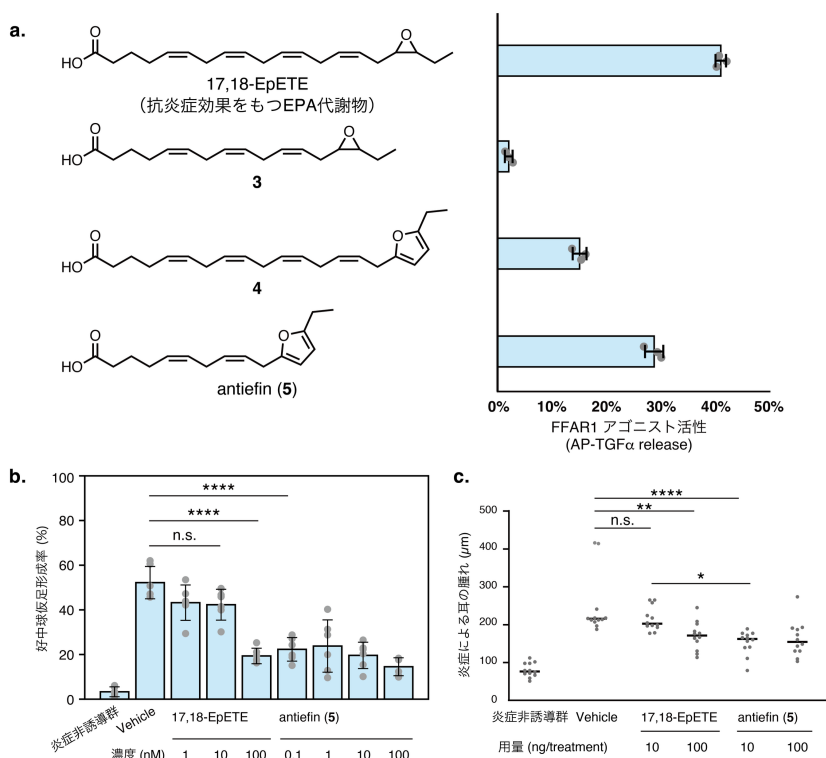 a.
O
HO
O
17,18-EpETE
（抗炎症効果をもつEPA代謝物）
O
HO
O
3
O
HO
O
4
O
HO
O
antiefin (5)
0% 10% 20% 30% 40% 50%
FFAR1 アゴニスト活性
(AP-TGFα release)
b.
好中球仮足形成率 (%)
100
80
60
40
20
0
****
****
n.s.
炎症非誘導群
Vehicle
17,18-EpETE
antiefin (5)
濃度 (nM) 1 10 100 0.1 1 10 100
c.
炎症による耳の腫れ (μm)
500
400
300
200
100
0
****
**
n.s.
*
炎症非誘導群 Vehicle 17,18-EpETE antiefin (5)
用量 (ng/treatment) 10 100 10 100